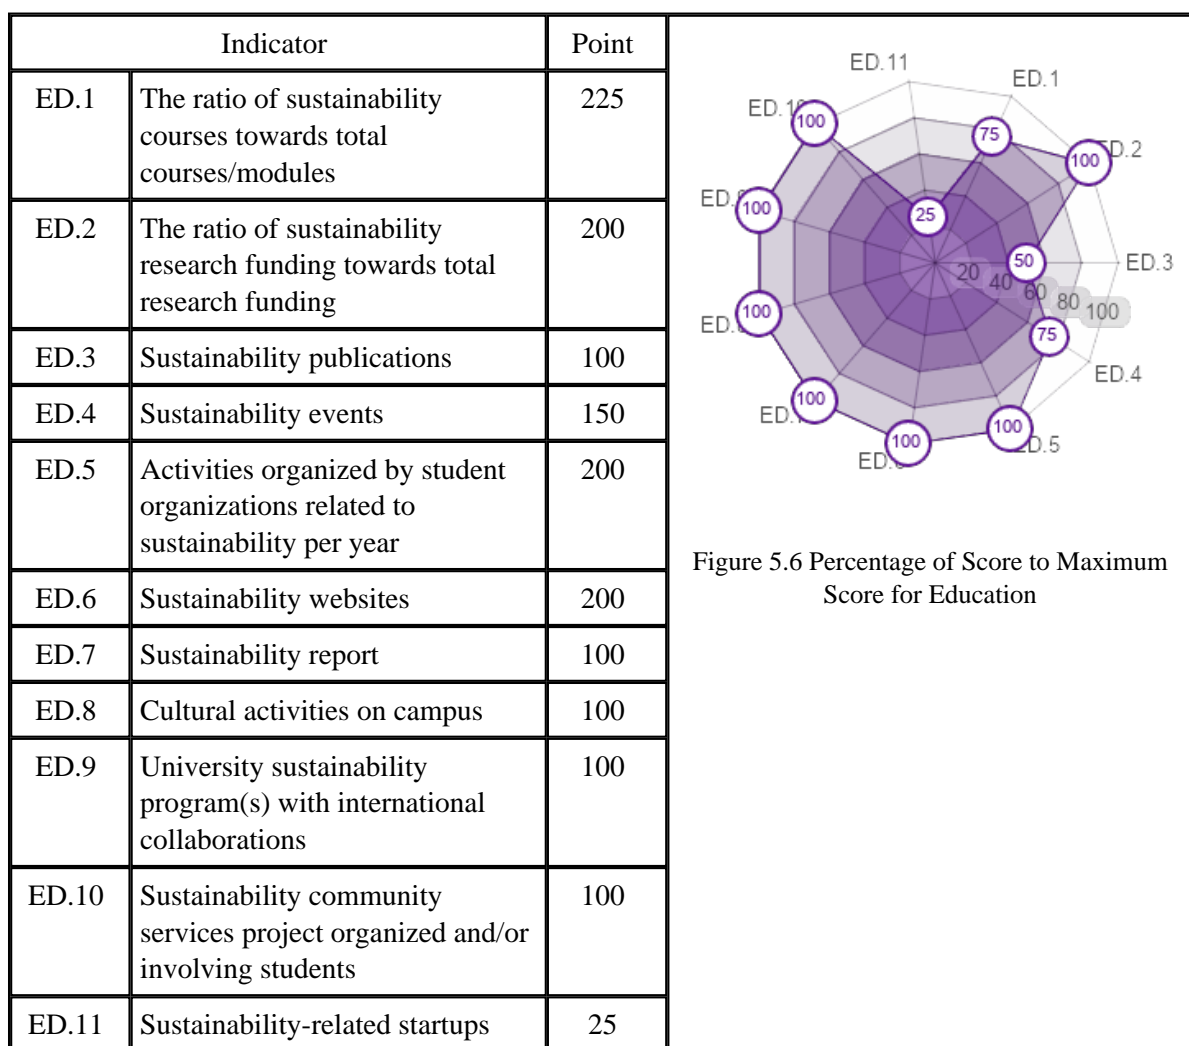 Indicator Point
ED.1 The ratio of sustainability 225
courses towards total
courses/modules
ED.2 The ratio of sustainability 200
research funding towards total
research funding
ED.3 Sustainability publications 100
ED.4 Sustainability events 150
ED.5 Activities organized by student 200
organizations related to
sustainability per year
ED.6 Sustainability websites 200
ED.7 Sustainability report 100
ED.8 Cultural activities on campus 100
ED.9 University sustainability 100
program(s) with international
collaborations
ED.10 Sustainability community 100
services project organized and/or
involving students
ED.11 Sustainability-related startups 25
ED.11
ED.1
100
75
100
100
25
50
ED.3
20 40 60 80 100
100
75
ED.4
100
100
100
Figure 5.6 Percentage of Score to Maximum
Score for Education